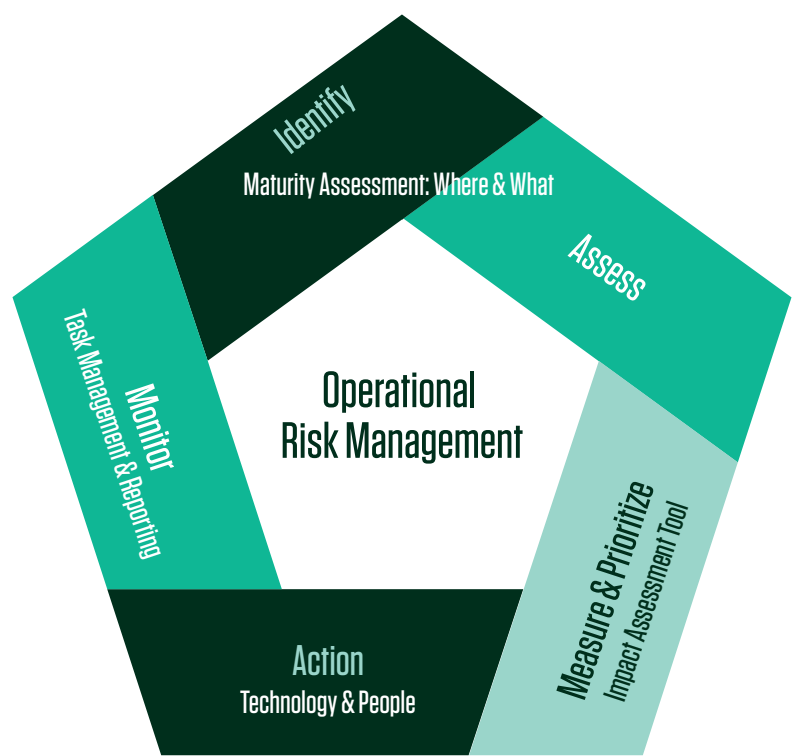 Identify
Maturity Assessment: Where & What
Assess
Measure & Prioritize
Impact Assessment Tool
Action
Technology & People
Monitor
Task Management & Reporting
Operational
Risk Management